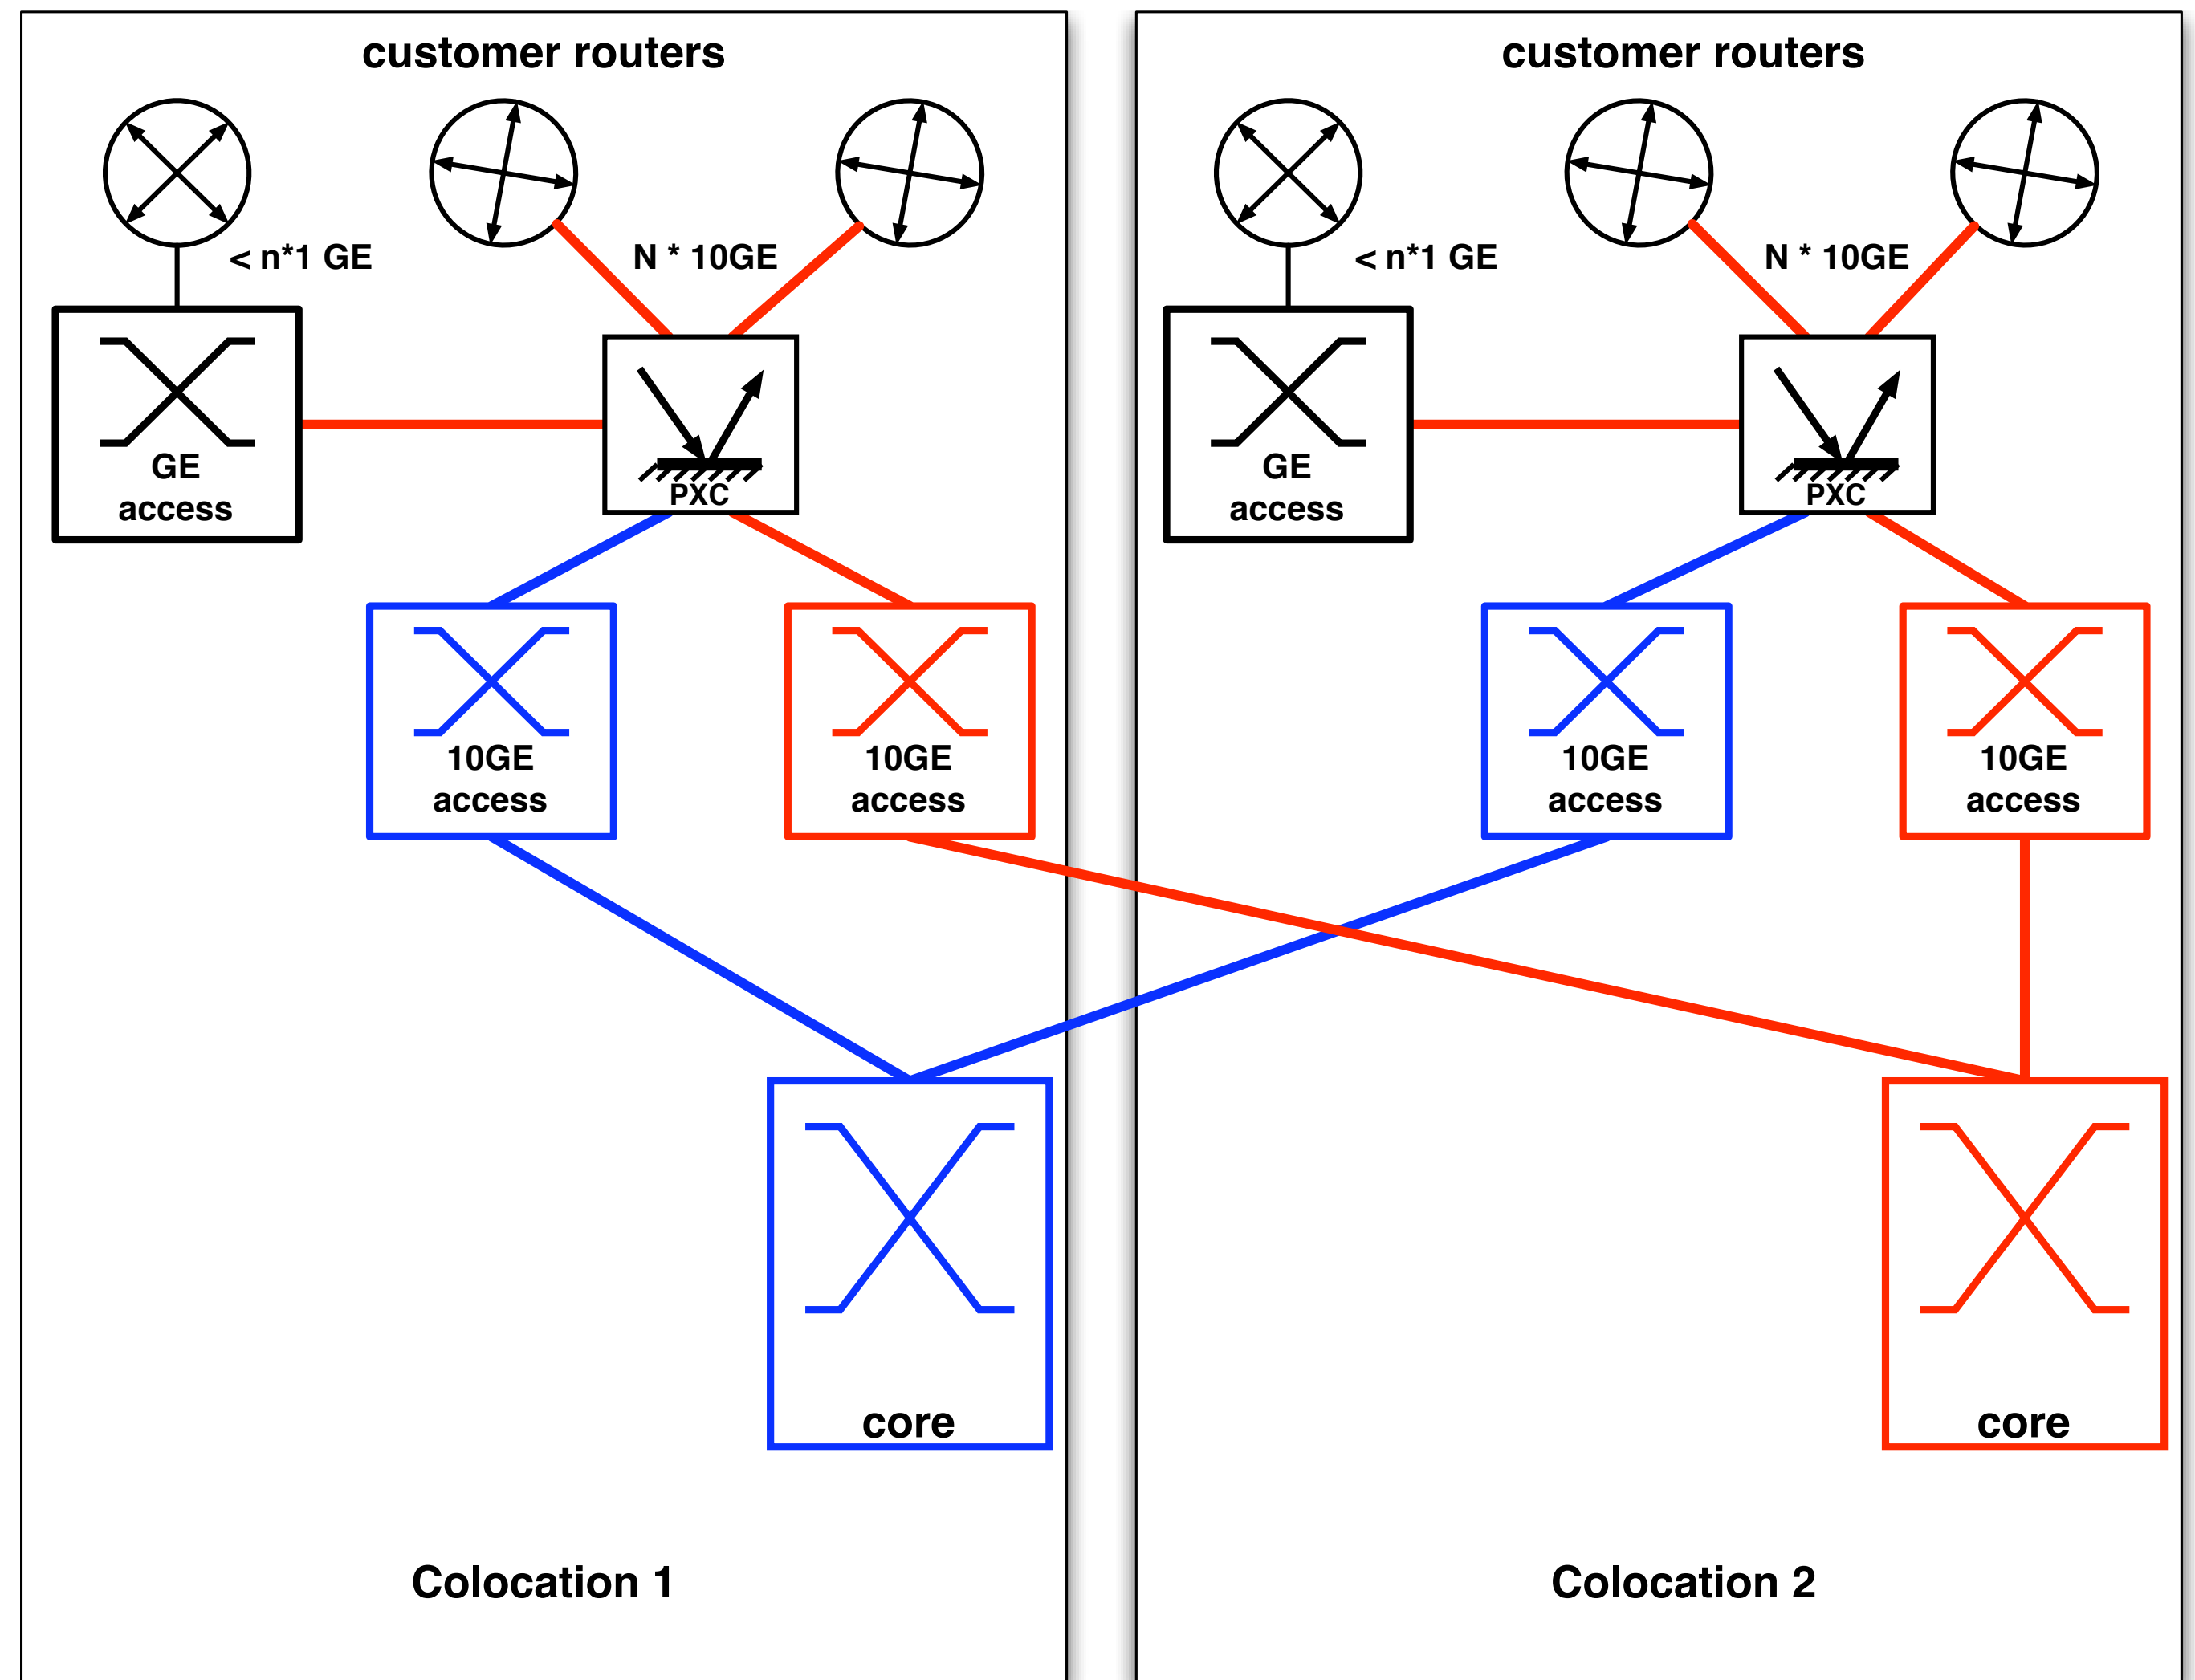 customer routers
< n*1 GE
N * 10GE
GE
access
PXC
10GE
access
10GE
access
core
Colocation 1
customer routers
< n*1 GE
N * 10GE
GE
access
PXC
10GE
access
10GE
access
core
Colocation 2